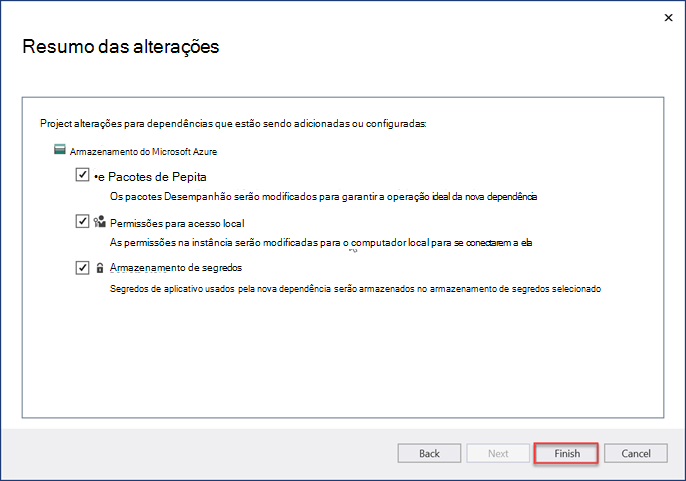 Resumo das alterações
Project alterações para dependências que estão sendo adicionadas ou configuradas:
Armazenamento do Microsoft Azure
•e Pacotes de Pepita
Os pacotes Desempanhão serão modificados para garantir a operação ideal da nova dependência
Permissões para acesso local
As permissões na instância serão modificadas para o computador local para se conectarem a ela
Armazenamento de segredos
Segredos de aplicativo usados pela nova dependência serão armazenados no armazenamento de segredos selecionado
Back Next Finish Cancel